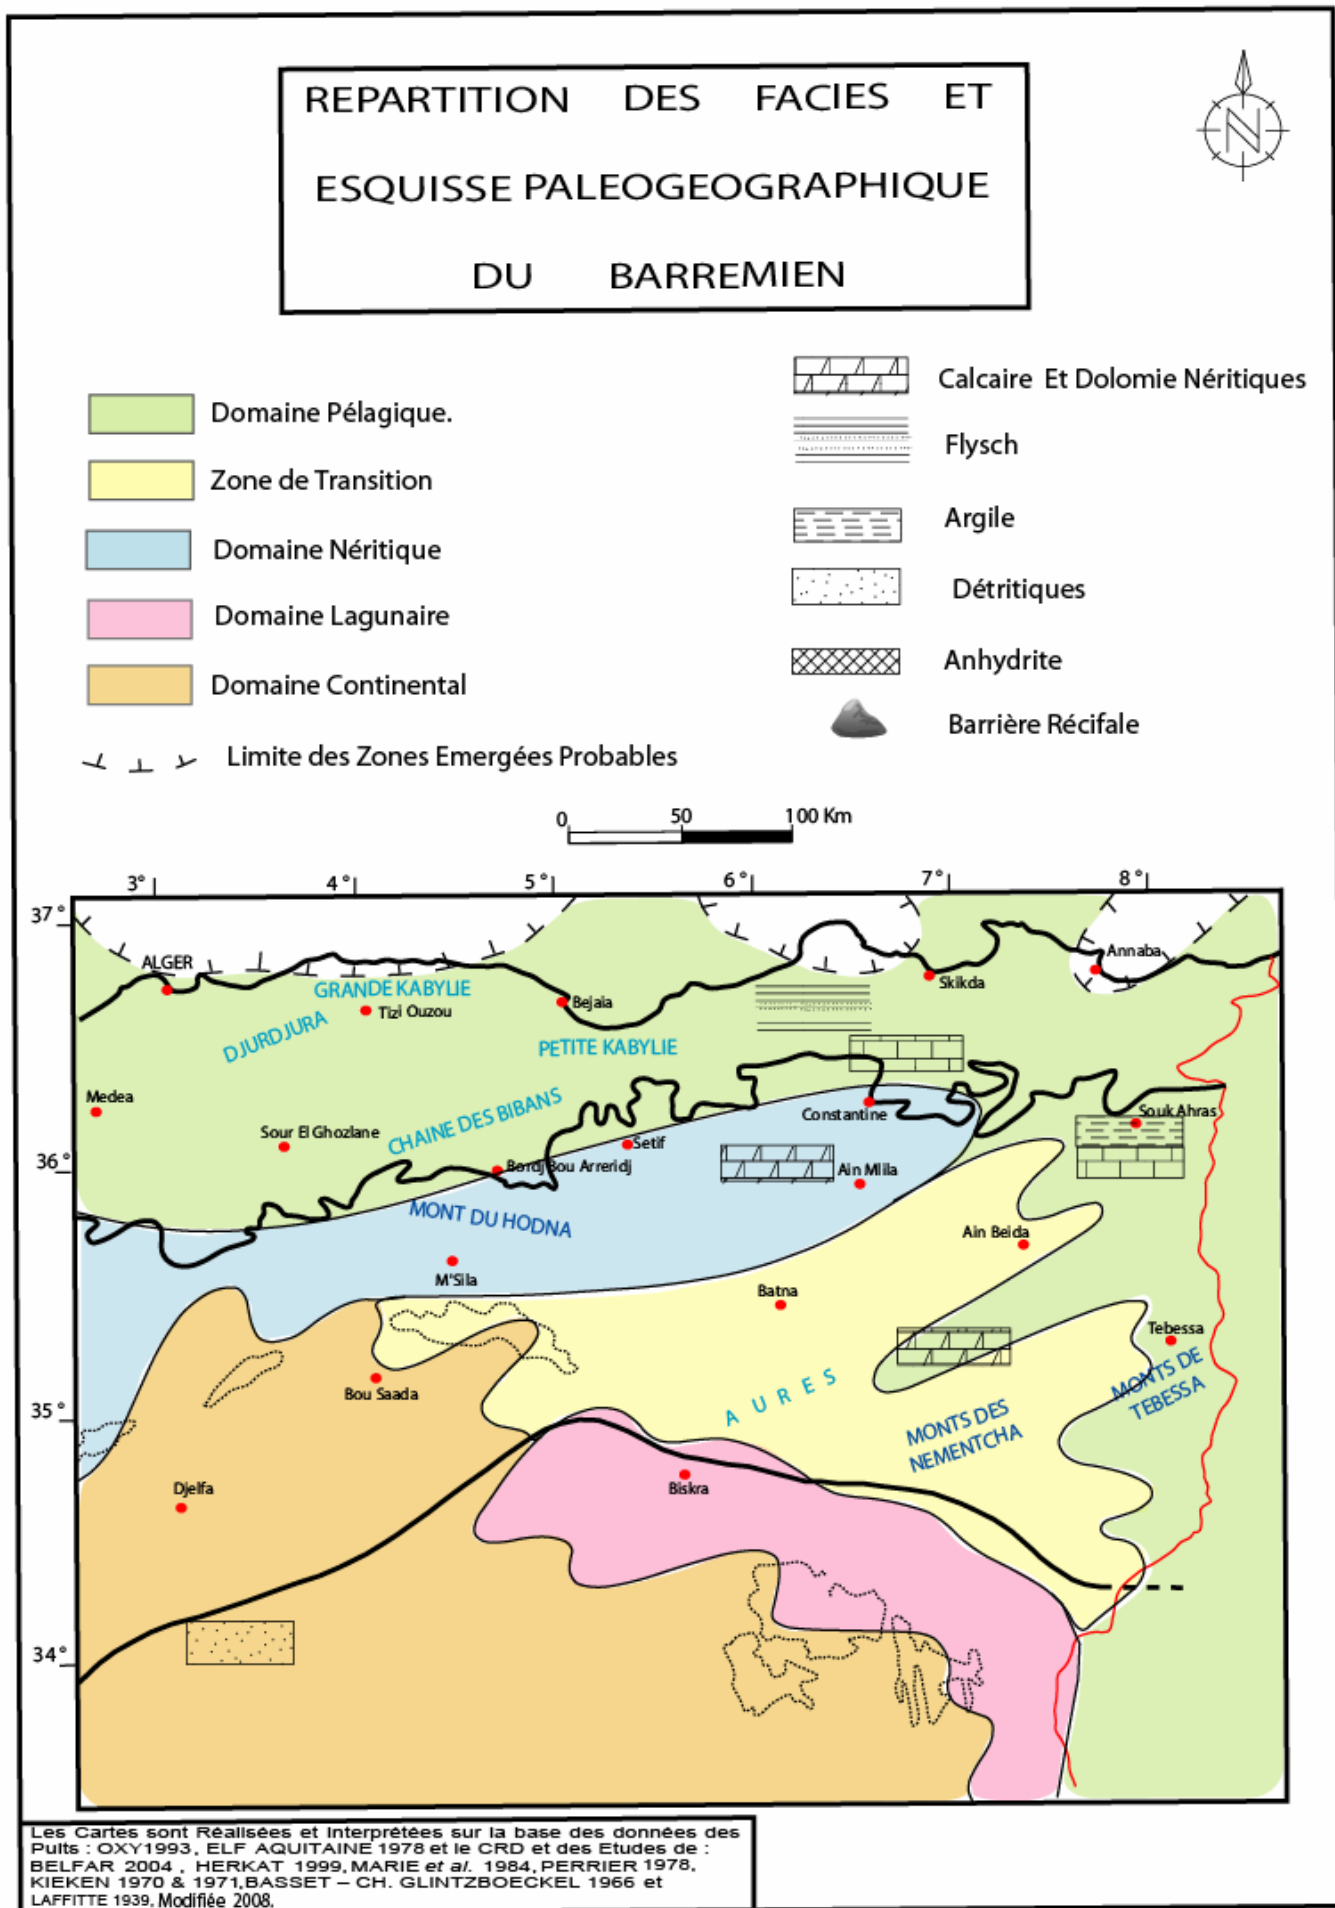 REPARTITION DES FACIES ET
ESQUISSE PALEOGEOGRAPHIQUE
DU BARREMIEN
N
Domaine Pélagique.
Zone de Transition
Domaine Néritique
Domaine Lagunaire
Domaine Continental
Limite des Zones Emergées Probables
Calcaire Et Dolomie Néritiques
Flysch
Argile
Détritiques
Anhydrite
Barrière Récifale
0 50 100 Km
3° 4° 5° 6° 7° 8°
37°
36°
35°
34°
ALGER
Annaba
Skikda
GRANDE KABYLIE
Tizi Ouzou
Bejaia
DJURDJURA
PETITE KABYLIE
Medea
CHAINE DES BIBANS
Constantine
Souk Ahras
Sour El Ghozlane
Setif
Bordj Bou Arreridj
Ain Mlila
MONT DU HODNA
Ain Beida
M'Sila
Batna
Tebessa
Bou Saada
AURES
MONTS DE
TEBESSA
MONTS DES
NEMENTCHA
Djelfa
Biskra
Les Cartes sont Réalisées et Interprétées sur la base des données des
Puits : OXY1993, ELF AQUITAINE 1978 et le CRD et des Etudes de :
BELFAR 2004 , HERKAT 1999, MARIE et al. 1984, PERRIER 1978,
KIEKEN 1970 & 1971,BASSET – CH. GLINTZBOECKEL 1966 et
LAFFITTE 1939, Modifiée 2008.